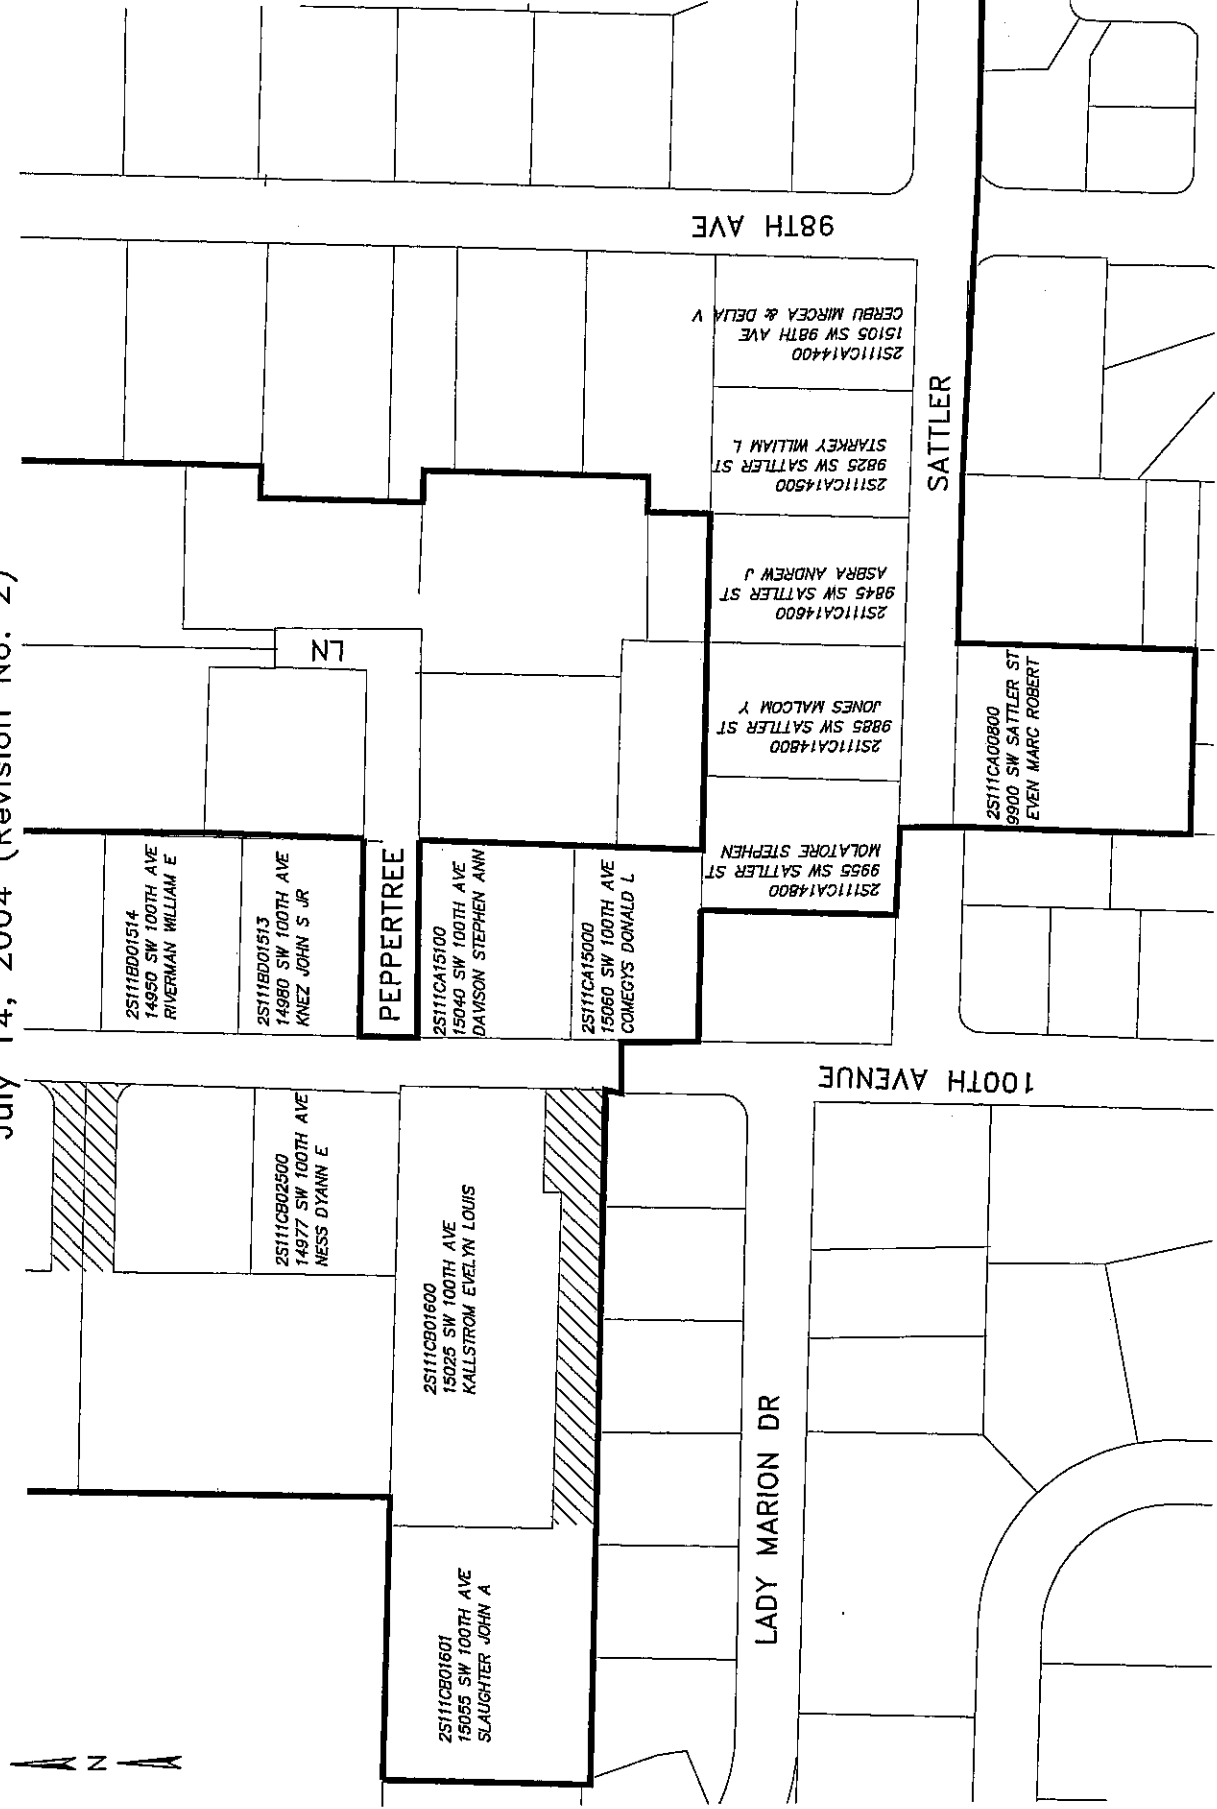 July 14, 2004 (Revision No. 2)
2S111BD01514
14950 SW 100TH AVE
RIVERMAN WILLIAM E
2S111BD01513
14980 SW 100TH AVE
KNEZ JOHN S JR
PEPPERTREE
LN
2S111CA15100
15040 SW 100TH AVE
DAVISON STEPHEN ANN
2S111CA15000
15060 SW 100TH AVE
COMEGYS DONALD L
2S111CB02500
14977 SW 100TH AVE
NESS DYANN E
2S111CB01600
15025 SW 100TH AVE
KALLSTROM EVELYN LOUIS
2S111CB01601
15055 SW 100TH AVE
SLAUGHTER JOHN A
N
98TH AVE
2S111CA14400
15105 SW 98TH AVE
CERBU MIRCEA & DELIA V
2S111CA14500
9825 SW SATTLER ST
STARKEY WILLIAM L
2S111CA14600
9845 SW SATTLER ST
ASBRA ANDREW J
2S111CA14800
9885 SW SATTLER ST
JONES MALCOM Y
2S111CA14800
9955 SW SATTLER ST
MOLATORE STEPHEN
SATTLER
2S111CA00800
9900 SW SATTLER ST
EVEN MARC ROBERT
100TH AVENUE
LADY MARION DR